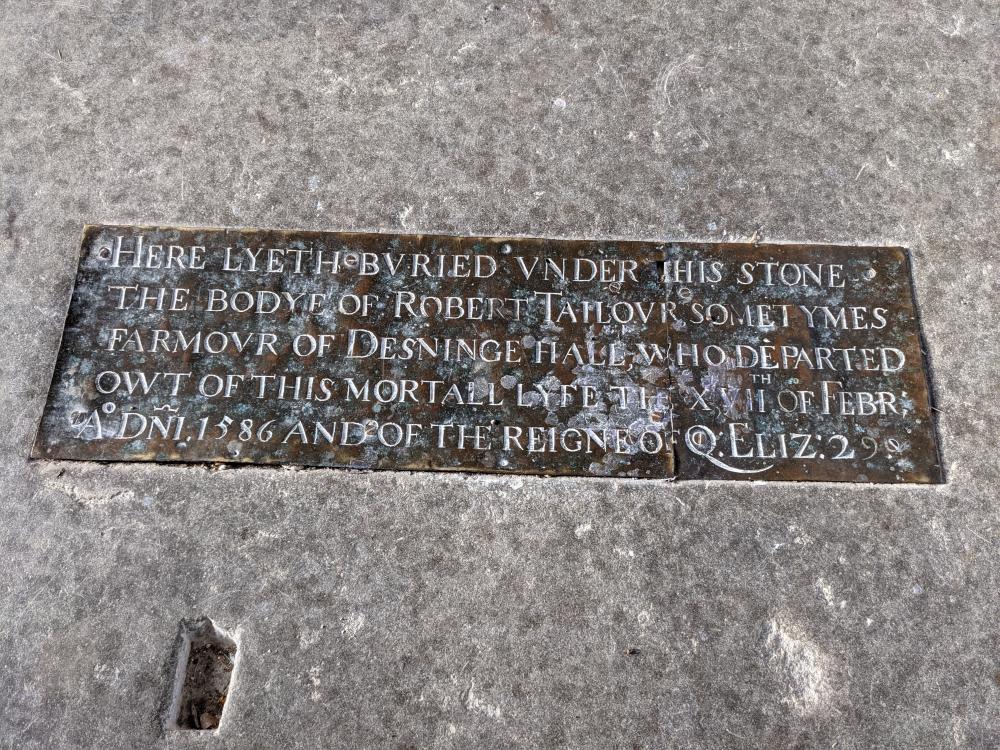 HERE LYETH BVRIED VNDER THIS STONE
THE BODYE OF ROBERT TAILOVR SOMETYMES
FARMOVR OF DESNINGE HALL, WHO DEPARTED
OWT OF THIS MORTALL LYFE THE XXVIITH OF FEBR;
Aº DÑI. 1586 AND OF THE REIGNE OF Q. ELIZ: 29